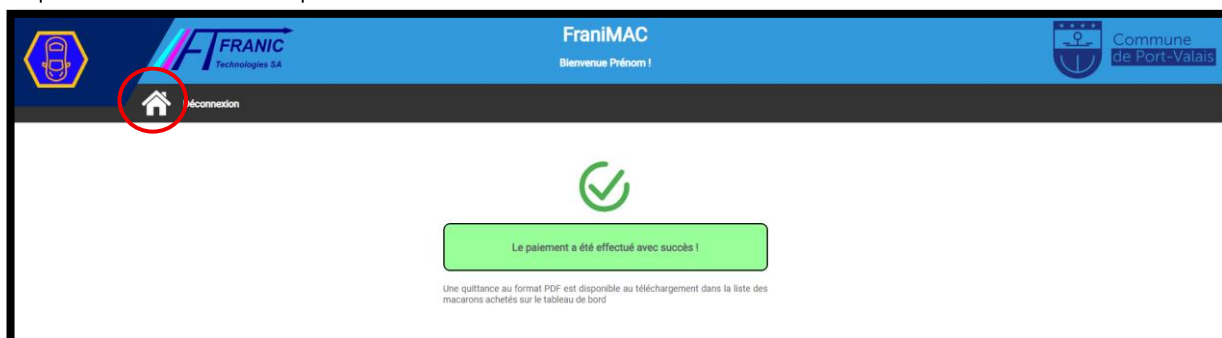 FRANIC
Technologies SA
FraniMAC
Bienvenue Prénom !
Commune
de Port-Valais
Déconnexion
Le paiement a été effectué avec succès !
Une quittance au format PDF est disponible au téléchargement dans la liste des
macarons achetés sur le tableau de bord